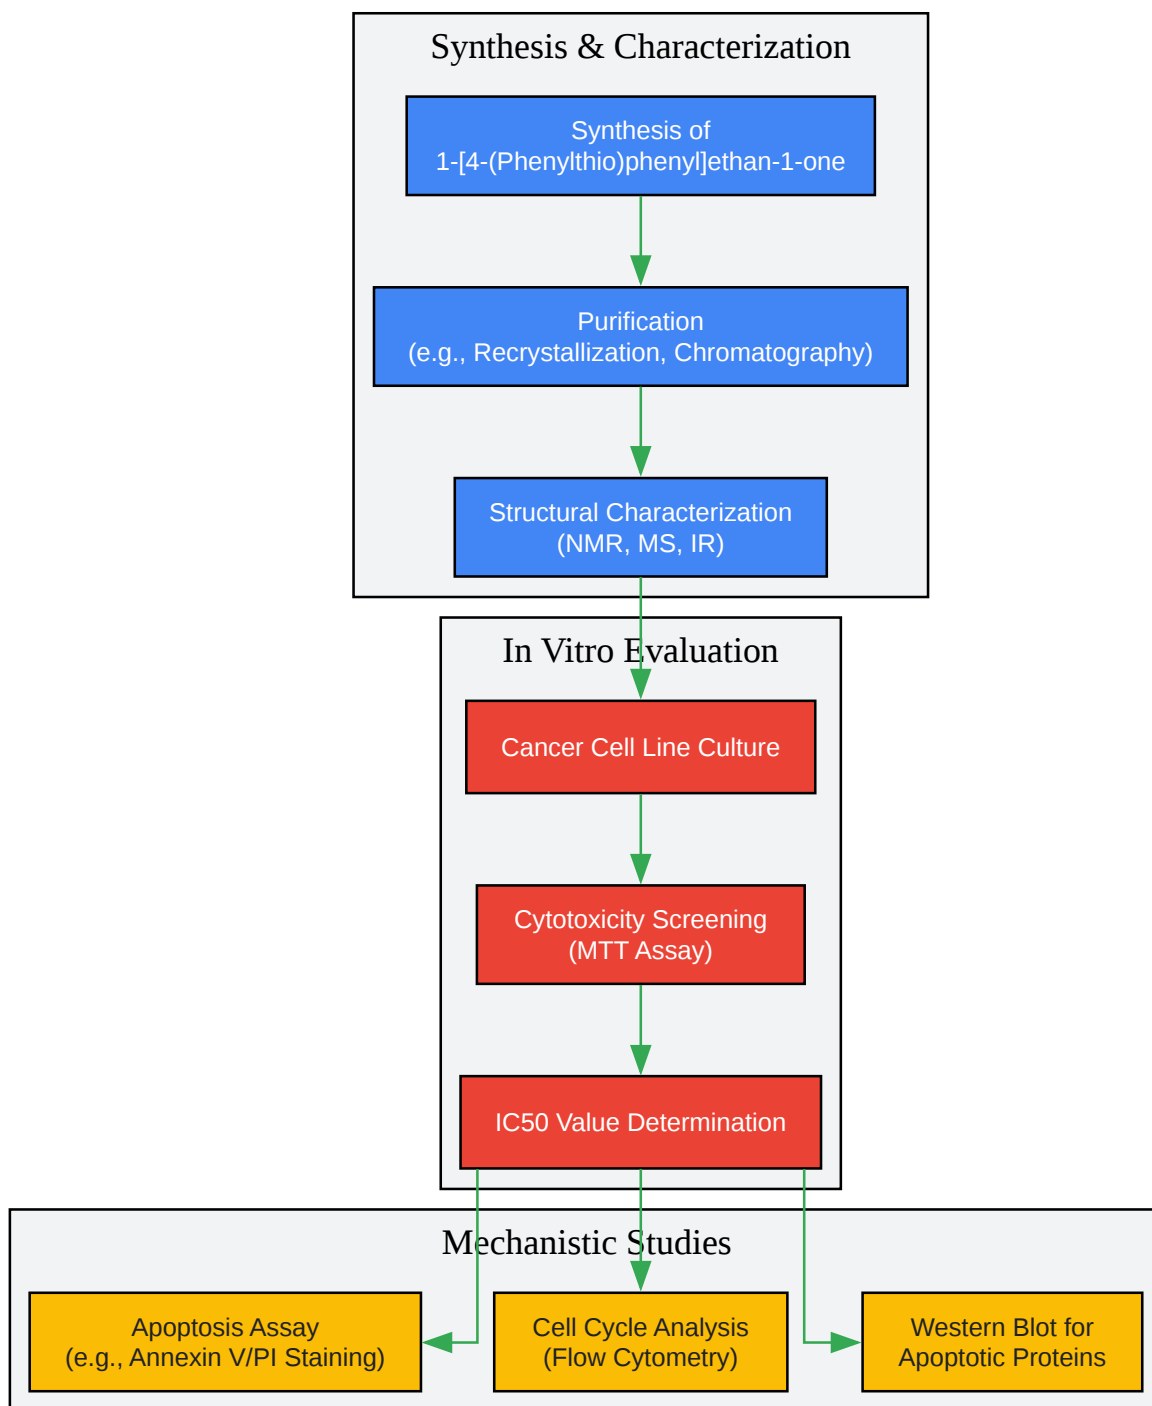 Synthesis & Characterization
Synthesis of
1-[4-(Phenylthio)phenyl]ethan-1-one
Purification
(e.g., Recrystallization, Chromatography)
Structural Characterization
(NMR, MS, IR)
In Vitro Evaluation
Cancer Cell Line Culture
Cytotoxicity Screening
(MTT Assay)
IC50 Value Determination
Mechanistic Studies
Apoptosis Assay
(e.g., Annexin V/PI Staining)
Cell Cycle Analysis
(Flow Cytometry)
Western Blot for
Apoptotic Proteins